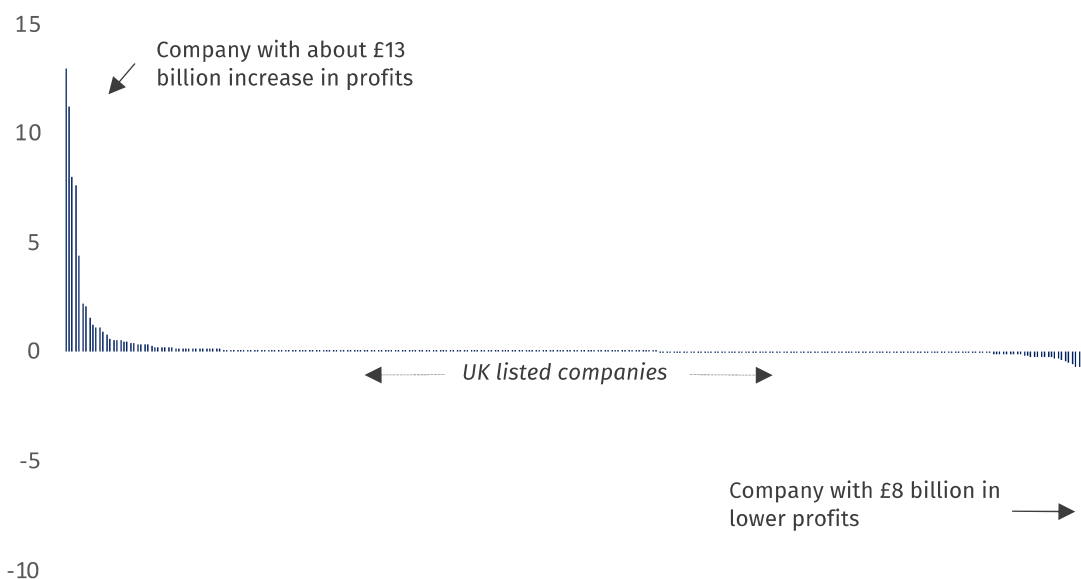 15
Company with about £13
billion increase in profits
10
5
0
UK listed companies
-5
Company with £8 billion in
lower profits
-10